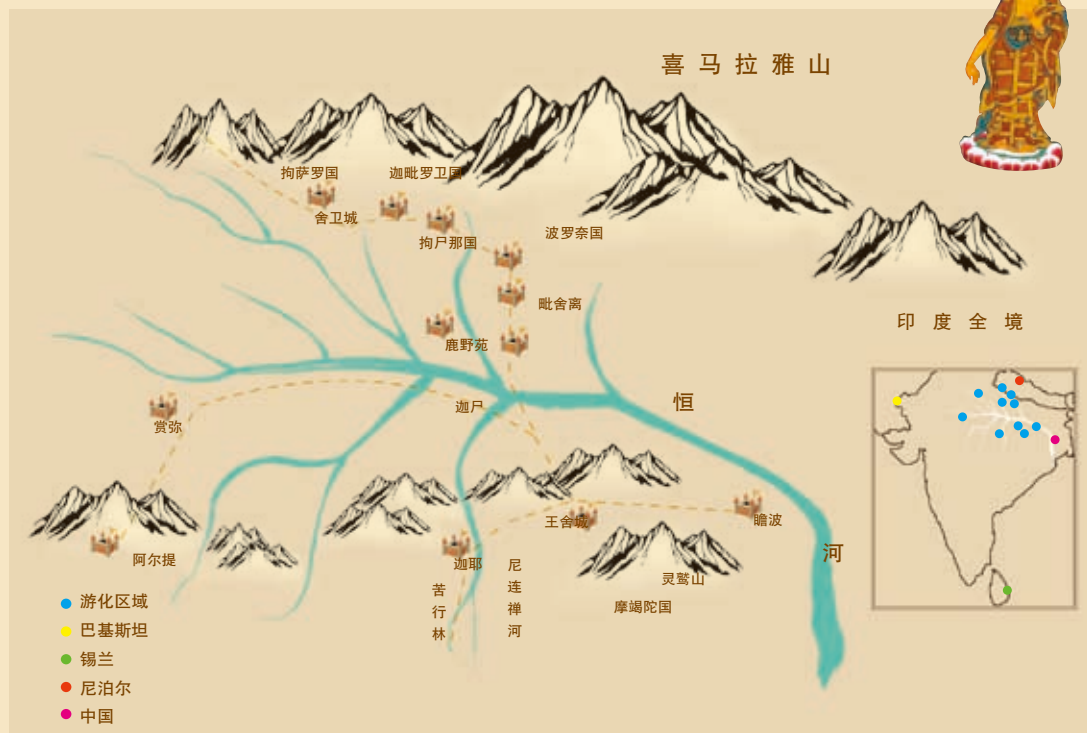 喜马拉雅山
拘萨罗国
迦毗罗卫国
舍卫城
拘尸那国
波罗奈国
毗舍离
印度全境
鹿野苑
恒
迦尸
赏弥
王舍城
瞻波
河
阿尔提
迦耶
尼连禅河
灵鹫山
苦行林
摩竭陀国
游化区域
巴基斯坦
锡兰
尼泊尔
中国